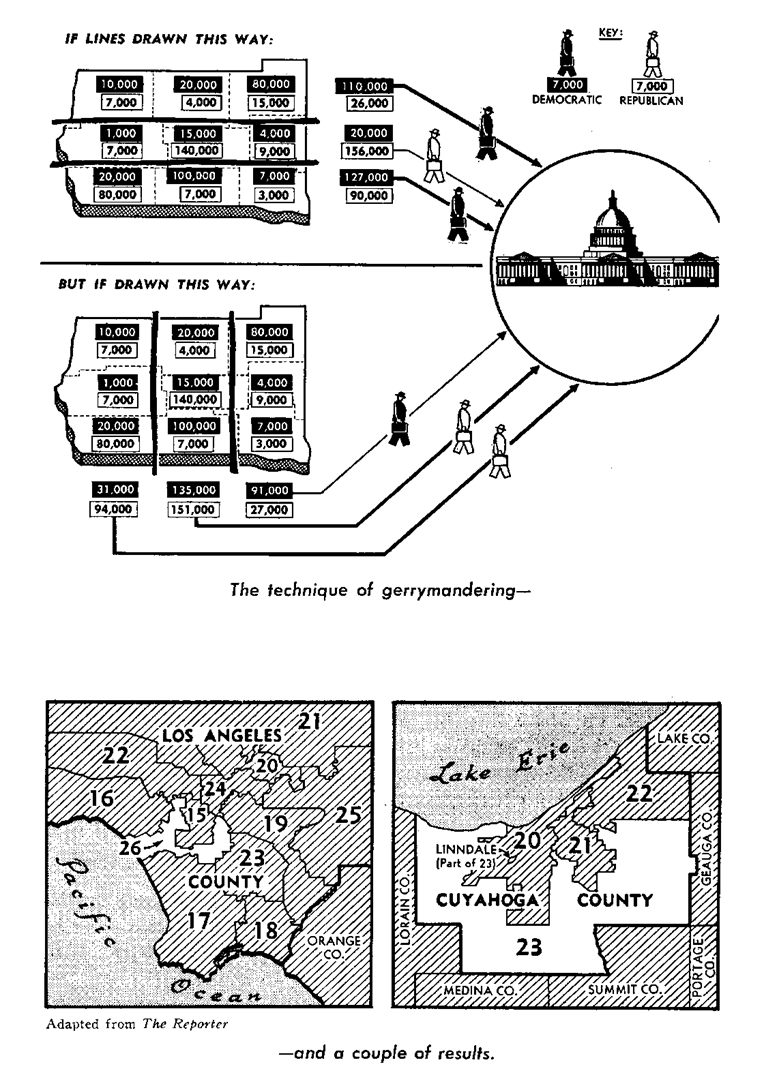 IF LINES DRAWN THIS WAY:
KEY:
7,000 7,000
DEMOCRATIC REPUBLICAN
10,000 20,000 80,000 110,000
7,000 4,000 15,000 26,000
1,000 15,000 4,000 20,000
7,000 140,000 9,000 156,000
20,000 100,000 7,000 127,000
80,000 7,000 3,000 90,000
BUT IF DRAWN THIS WAY:
10,000 20,000 80,000
7,000 4,000 15,000
1,000 15,000 4,000
7,000 140,000 9,000
20,000 100,000 7,000
80,000 7,000 3,000
31,000 135,000 91,000
94,000 151,000 27,000
The technique of gerrymandering—
21
LOS ANGELES
22
20
16
24
15
19
25
26
23
COUNTY
17
18
Pacific
Ocean
ORANGE
CO.
Lake Erie
LAKE CO.
22
GEAUGA CO.
20
21
LINNDALE
(Part of 23)
CUYAHOGA COUNTY
LORAIN CO.
23
PORTAGE
CO.
MEDINA CO.
SUMMIT CO.
Adapted from The Reporter
—and a couple of results.